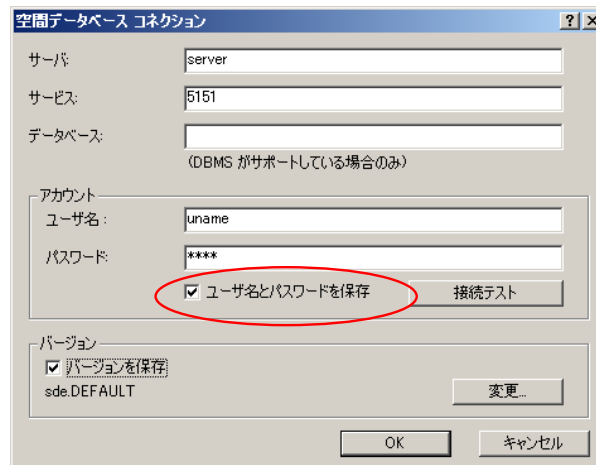 空間データベース コネクション
サーバ: server
サービス: 5151
データベース:
(DBMS がサポートしている場合のみ)
アカウント
ユーザ名 : uname
パスワード: ****
ユーザ名とパスワードを保存 接続テスト
バージョン
バージョンを保存
sde.DEFAULT 変更...
OK キャンセル